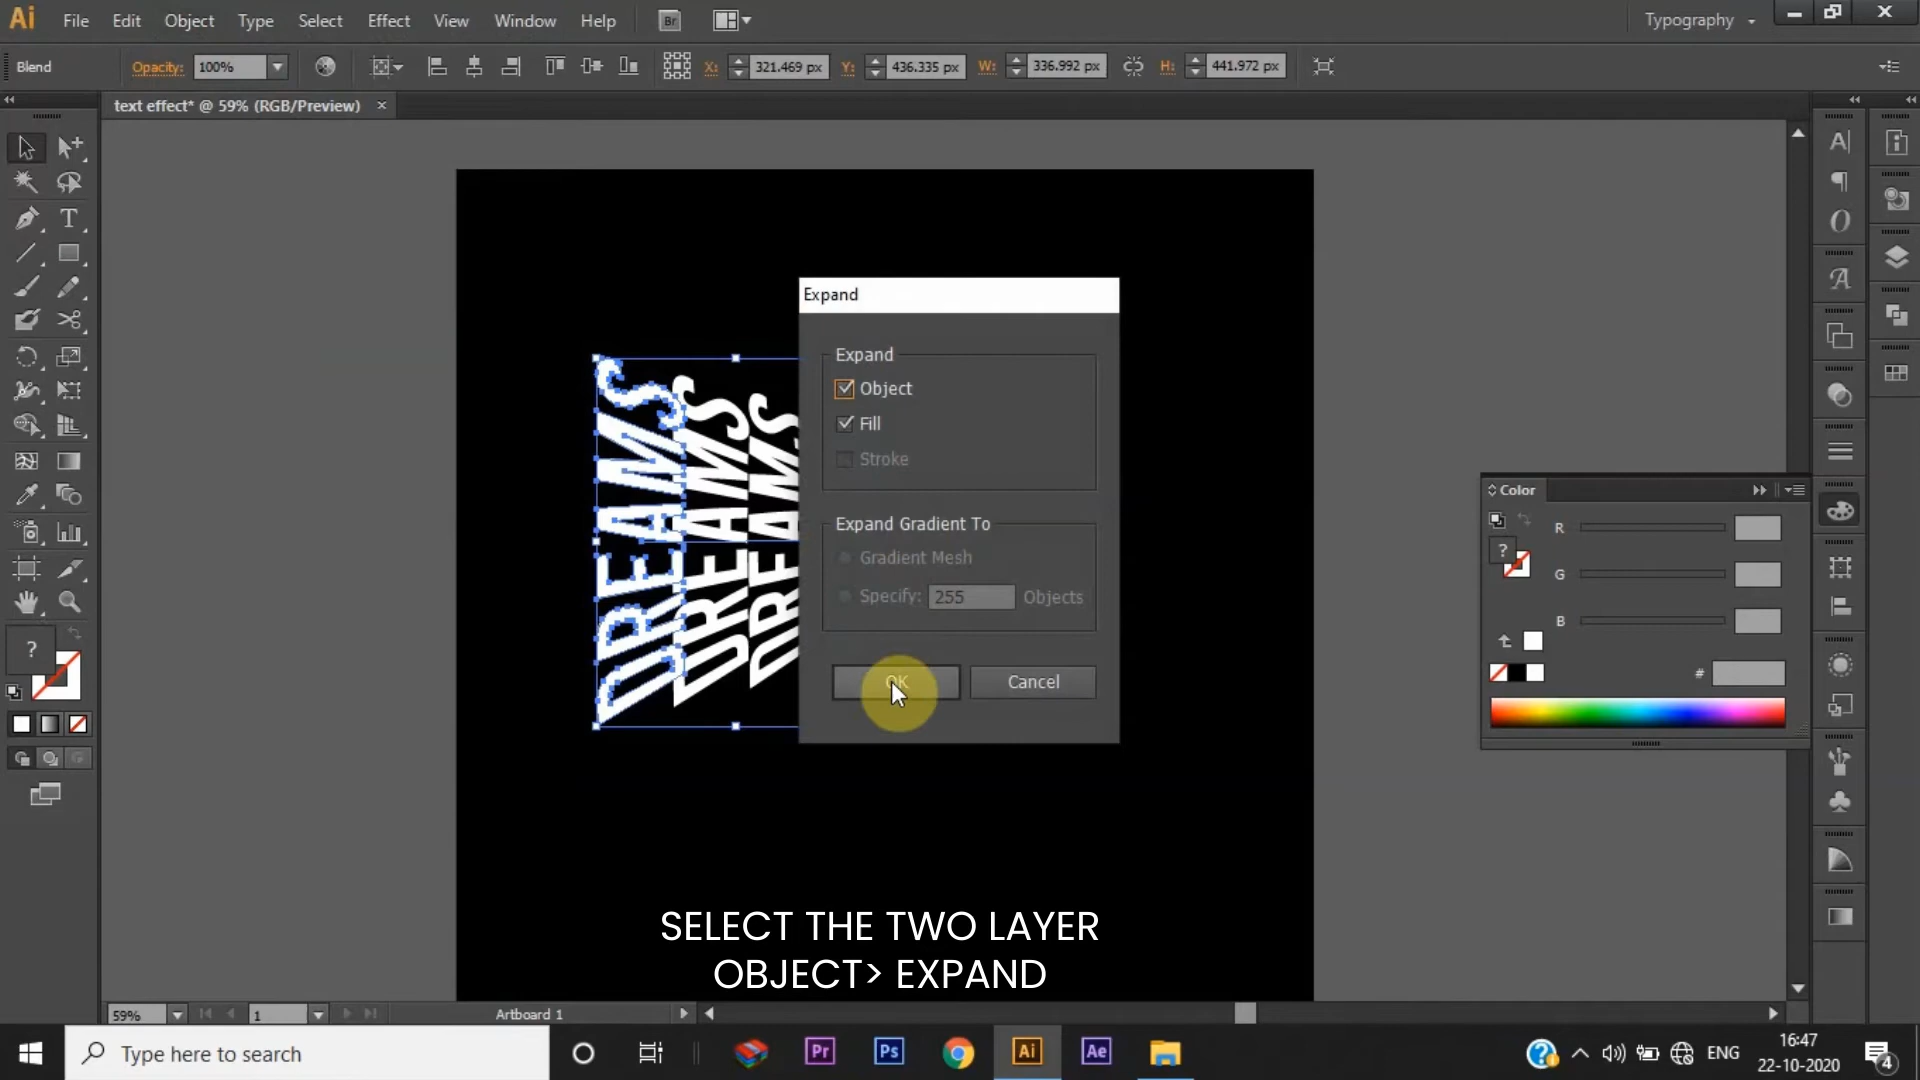 Ai File Edit Object Type Select Effect View Window Help Br Typography
Blend Opacity: 100% X: 321.469 px Y: 436.335 px W: 336.992 px H: 441.972 px
text effect* @ 59% (RGB/Preview) ×
Expand
Expand
Object
Fill
Stroke
Expand Gradient To
Gradient Mesh
Specify: 255 Objects
OK Cancel
DREAMS
DREAMS
DREAMS
Color
R
G
B
#
?
?
SELECT THE TWO LAYER
OBJECT> EXPAND
59% 1 Artboard 1
Type here to search
Pr Ps Ai Ae
ENG
16:47
22-10-2020
4